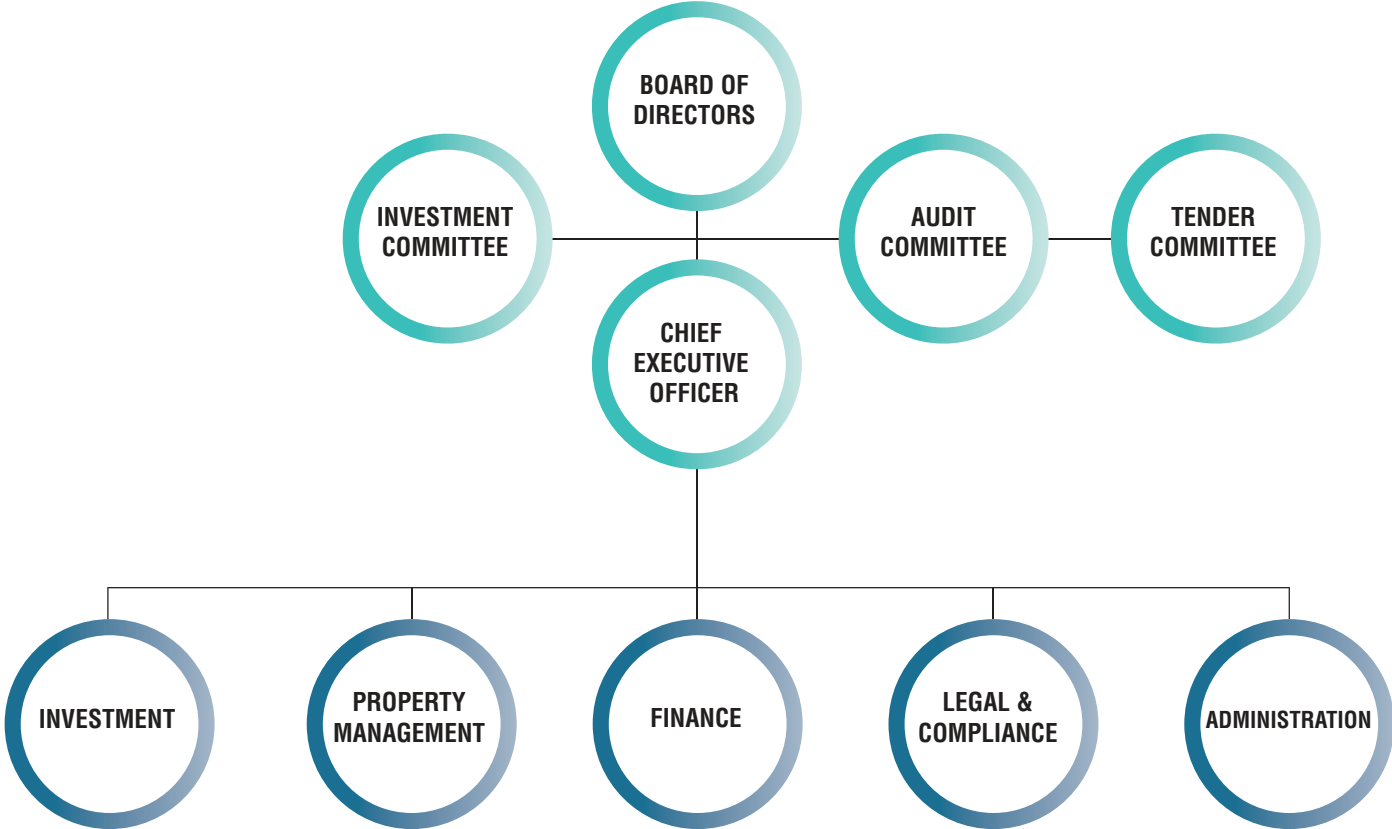 BOARD OF
DIRECTORS
INVESTMENT
COMMITTEE
AUDIT
COMMITTEE
TENDER
COMMITTEE
CHIEF
EXECUTIVE
OFFICER
INVESTMENT
PROPERTY
MANAGEMENT
FINANCE
LEGAL &
COMPLIANCE
ADMINISTRATION